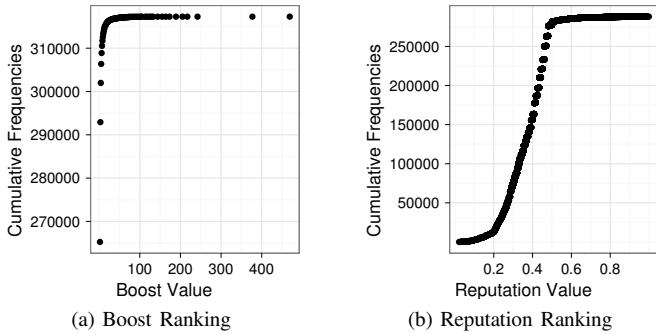 Cumulative Frequencies
310000
300000
290000
280000
270000
100 200 300 400
Boost Value
(a) Boost Ranking
Cumulative Frequencies
250000
200000
150000
100000
50000
0.2 0.4 0.6 0.8
Reputation Value
(b) Reputation Ranking